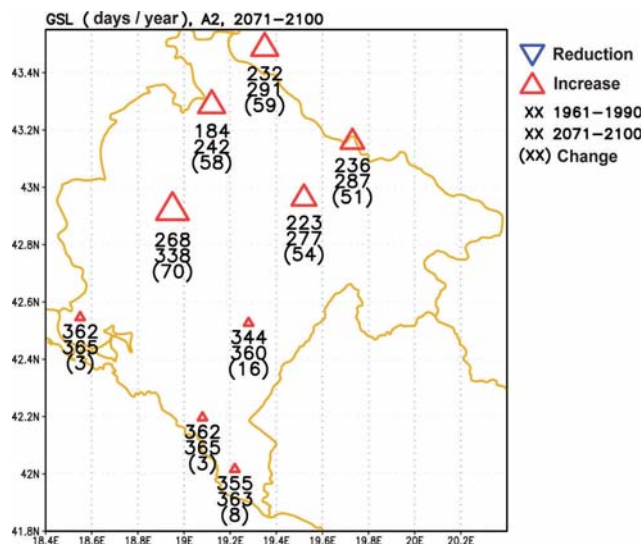 GSL (days / year), A2, 2071-2100
43.4N
43.2N
43N
42.8N
42.6N
42.4N
42.2N
42N
41.8N
18.4E 18.6E 18.8E 19E 19.2E 19.4E 19.6E 19.8E 20E 20.2E
232
291
(59)
184
242
(58)
236
287
(51)
223
277
(54)
268
338
(70)
362
365
(3)
344
360
(16)
362
365
(3)
355
363
(8)
Reduction
Increase
XX 1961-1990
XX 2071-2100
(XX) Change